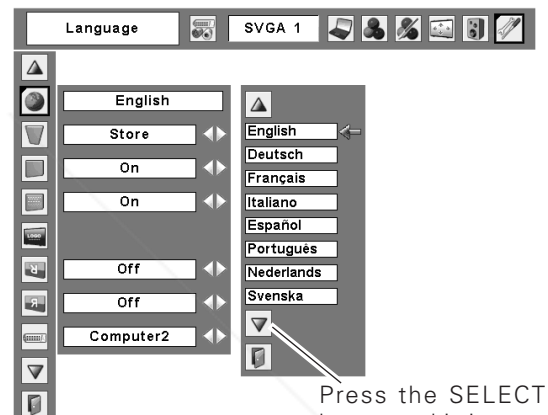 Language
SVGA 1
English
Store
On
On
Off
Off
Computer2
English
Deutsch
Français
Italiano
Español
Português
Nederlands
Svenska
Press the SELECT